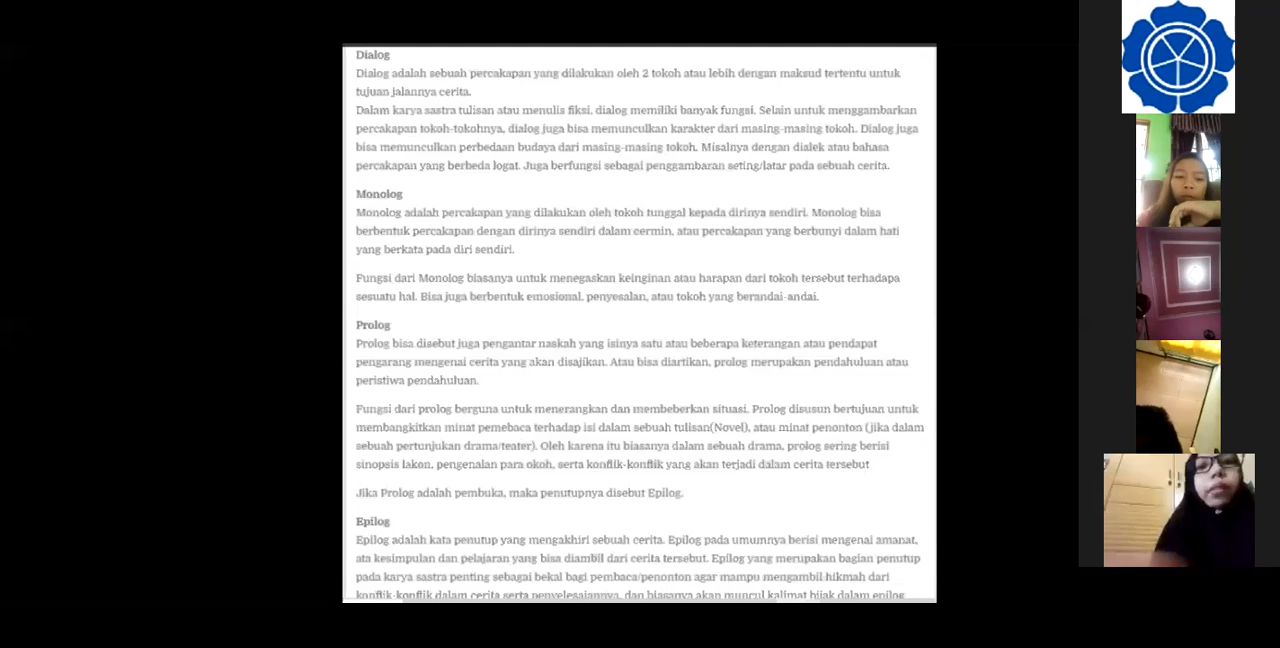 Dialog
Dialog adalah sebuah percakapan yang dilakukan oleh 2 tokoh atau lebih dengan maksud tertentu untuk
tujuan jalannya cerita.
Dalam karya sastra tulisan atau menulis fiksi, dialog memiliki banyak fungsi. Selain untuk menggambarkan
percakapan tokoh-tokohnya, dialog juga bisa memunculkan karakter dari masing-masing tokoh. Dialog juga
bisa memunculkan perbedaan budaya dari masing-masing tokoh. Misalnya dengan dialek atau bahasa
percakapan yang berbeda logat. Juga berfungsi sebagai penggambaran seting/latar pada sebuah cerita.
Monolog
Monolog adalah percakapan yang dilakukan oleh tokoh tunggal kepada dirinya sendiri. Monolog bisa
berbentuk percakapan dengan dirinya sendiri dalam cermin, atau percakapan yang berbunyi dalam hati
yang berkata pada diri sendiri.
Fungsi dari Monolog biasanya untuk menegaskan keinginan atau harapan dari tokoh tersebut terhadapa
sesuatu hal. Bisa juga berbentuk emosional, penyesalan, atau tokoh yang berandai-andai.
Prolog
Prolog bisa disebut juga pengantar naskah yang isinya satu atau beberapa keterangan atau pendapat
pengarang mengenai cerita yang akan disajikan. Atau bisa diartikan, prolog merupakan pendahuluan atau
peristiwa pendahuluan.
Fungsi dari prolog berguna untuk menerangkan dan membeberkan situasi. Prolog disusun bertujuan untuk
membangkitkan minat pemebaca terhadap isi dalam sebuah tulisan(Novel), atau minat penonton (jika dalam
sebuah pertunjukan drama/teater). Oleh karena itu biasanya dalam sebuah drama, prolog sering berisi
sinopsis lakon, pengenalan para okoh, serta konflik-konflik yang akan terjadi dalam cerita tersebut
Jika Prolog adalah pembuka, maka penutupnya disebut Epilog.
Epilog
Epilog adalah kata penutup yang mengakhiri sebuah cerita. Epilog pada umumnya berisi mengenai amanat,
ata kesimpulan dan pelajaran yang bisa diambil dari cerita tersebut. Epilog yang merupakan bagian penutup
pada karya sastra penting sebagai bekal bagi pembaca/penonton agar mampu mengambil hikmah dari
konflik-konflik dalam cerita serta penyelesaiannya, dan biasanya akan muncul kalimat bijak dalam epilog